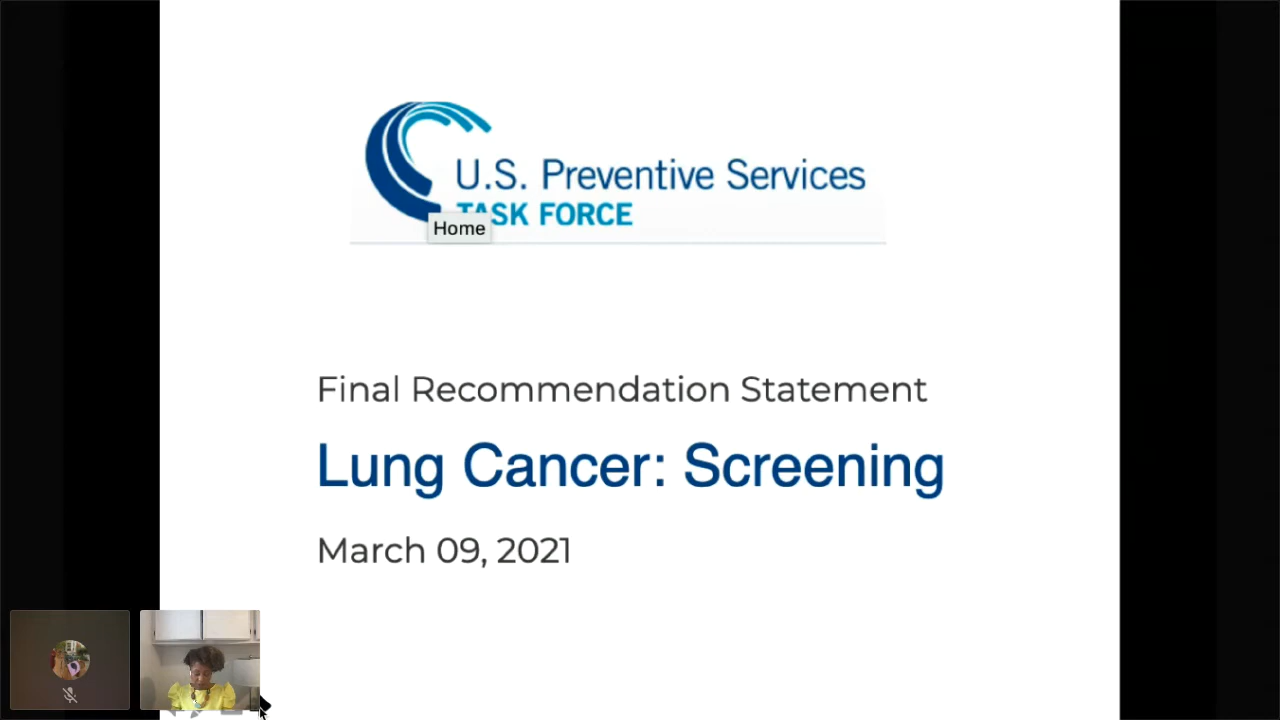 U.S. Preventive Services
TASK FORCE
Home
Final Recommendation Statement
Lung Cancer: Screening
March 09, 2021